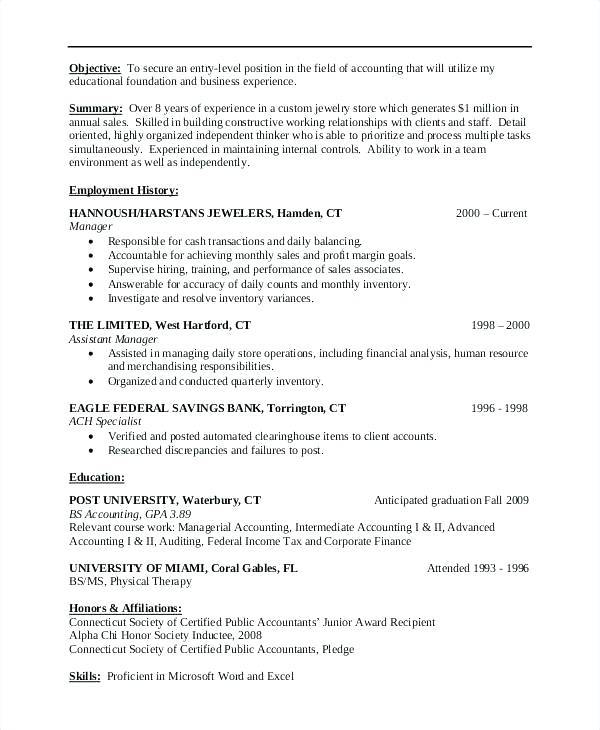 Objective: To secure an entry-level position in the field of accounting that will utilize my
educational foundation and business experience.
Summary: Over 8 years of experience in a custom jewelry store which generates $1 million in
annual sales. Skilled in building constructive working relationships with clients and staff. Detail
oriented, highly organized independent thinker who is able to prioritize and process multiple tasks
simultaneously. Experienced in maintaining internal controls. Ability to work in a team
environment as well as independently.
Employment History:
HANNOUSH/HARSTANS JEWELERS, Hamden, CT 2000 – Current
Manager
• Responsible for cash transactions and daily balancing.
• Accountable for achieving monthly sales and profit margin goals.
• Supervise hiring, training, and performance of sales associates.
• Answerable for accuracy of daily counts and monthly inventory.
• Investigate and resolve inventory variances.
THE LIMITED, West Hartford, CT 1998 – 2000
Assistant Manager
• Assisted in managing daily store operations, including financial analysis, human resource
and merchandising responsibilities.
• Organized and conducted quarterly inventory.
EAGLE FEDERAL SAVINGS BANK, Torrington, CT 1996 - 1998
ACH Specialist
• Verified and posted automated clearinghouse items to client accounts.
• Researched discrepancies and failures to post.
Education:
POST UNIVERSITY, Waterbury, CT Anticipated graduation Fall 2009
BS Accounting, GPA 3.89
Relevant course work: Managerial Accounting, Intermediate Accounting I & II, Advanced
Accounting I & II, Auditing, Federal Income Tax and Corporate Finance
UNIVERSITY OF MIAMI, Coral Gables, FL Attended 1993 - 1996
BS/MS, Physical Therapy
Honors & Affiliations:
Connecticut Society of Certified Public Accountants’ Junior Award Recipient
Alpha Chi Honor Society Inductee, 2008
Connecticut Society of Certified Public Accountants, Pledge
Skills: Proficient in Microsoft Word and Excel